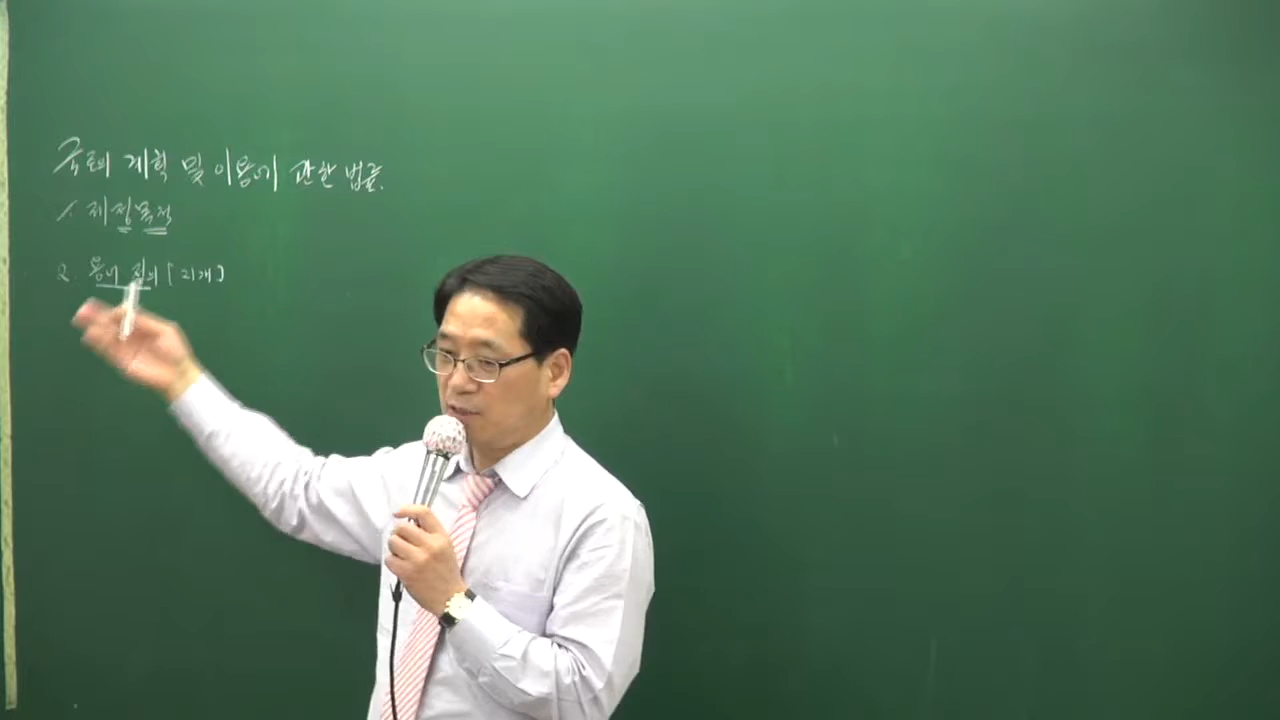 국토의 계획 및 이용에 관한 법률.
1. 제정목적
2. 용어 정의 [21개]